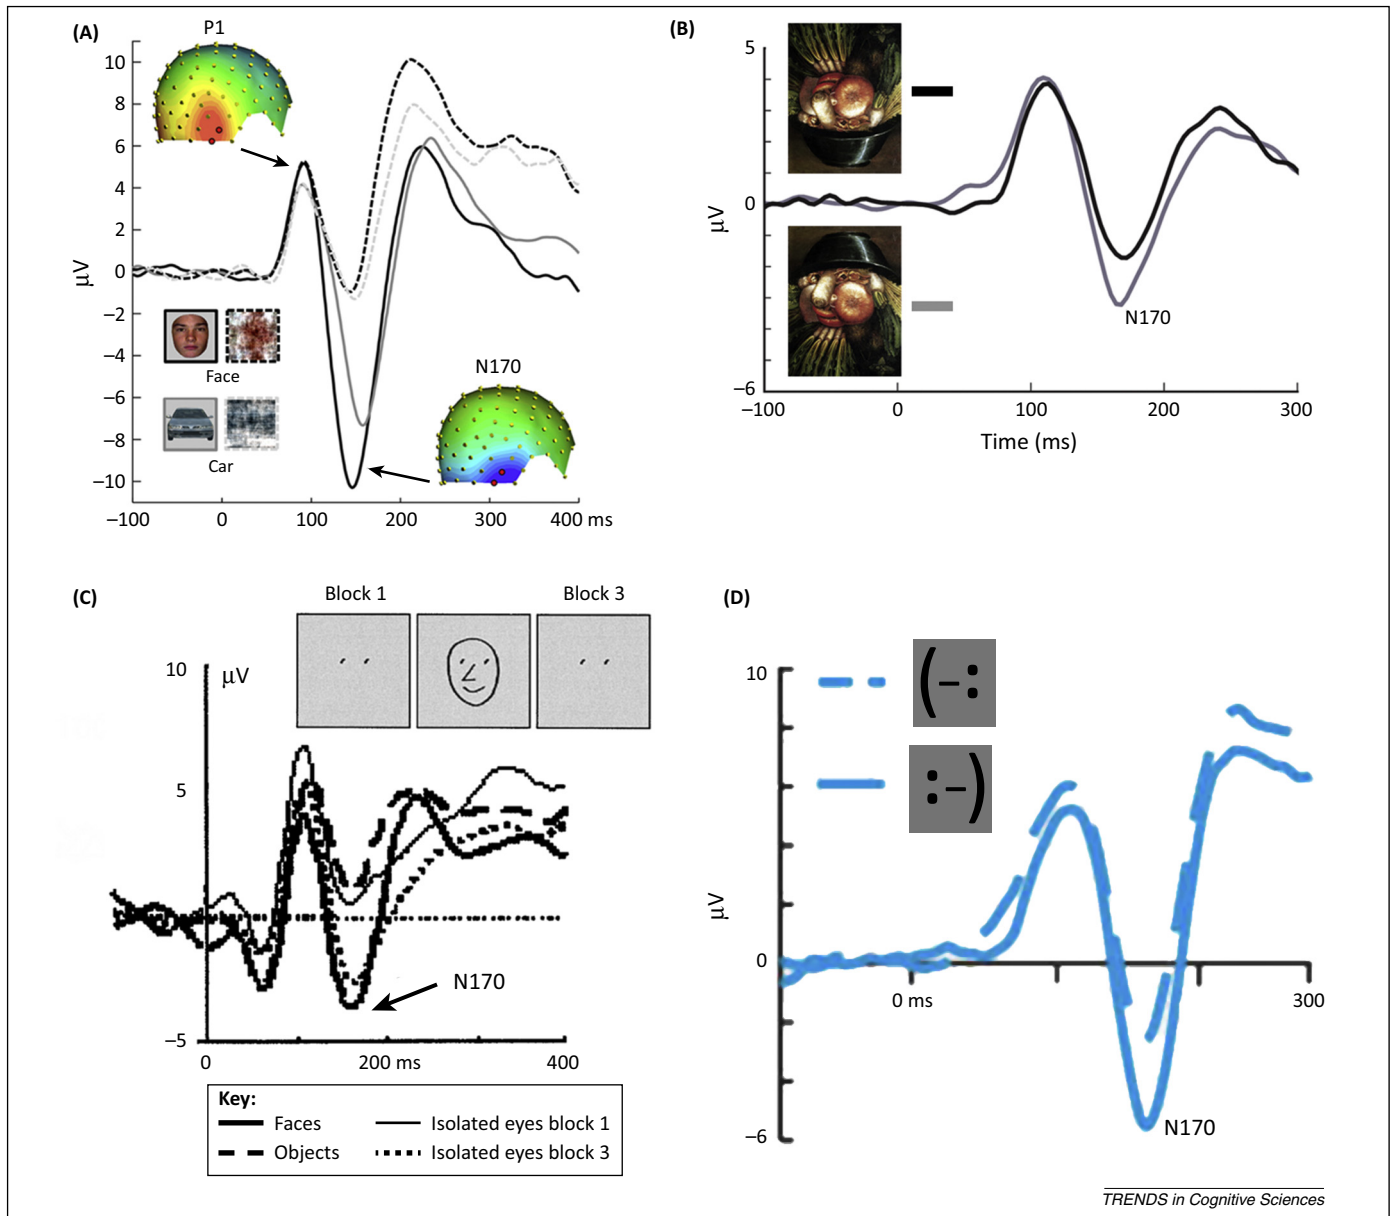 (A)
P1
10
8
6
4
2
0
−2
−4
−6
−8
−10
μV
Face
Car
N170
−100 0 100 200 300 400 ms
(B)
5
0
−6
μV
N170
−100 0 100 200 300
Time (ms)
(C)
Block 1 Block 3
10 μV
5
−5
N170
0 200 ms 400
Key:
Faces Isolated eyes block 1
Objects Isolated eyes block 3
(D)
10
(–:
:–)
μV
0
0 ms 300
−6
N170
TRENDS in Cognitive Sciences